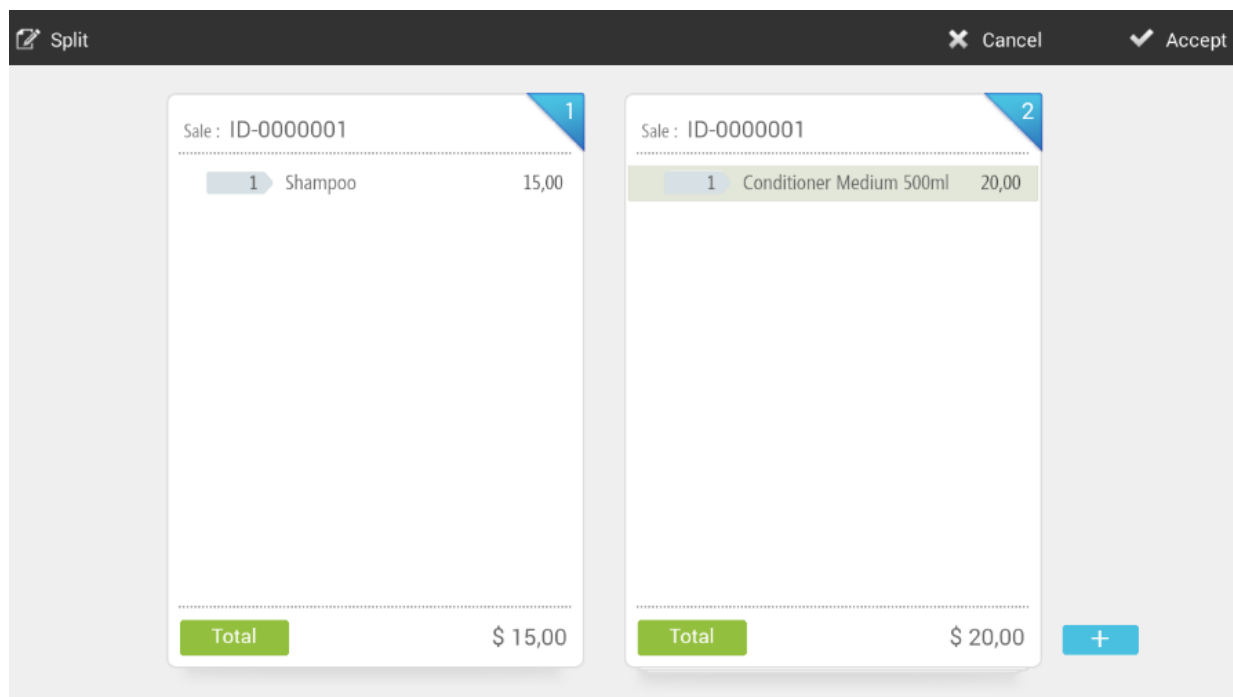 Split Cancel Accept
1
Sale : ID-0000001
1 Shampoo 15,00
Total $ 15,00
2
Sale : ID-0000001
1 Conditioner Medium 500ml 20,00
Total $ 20,00
+